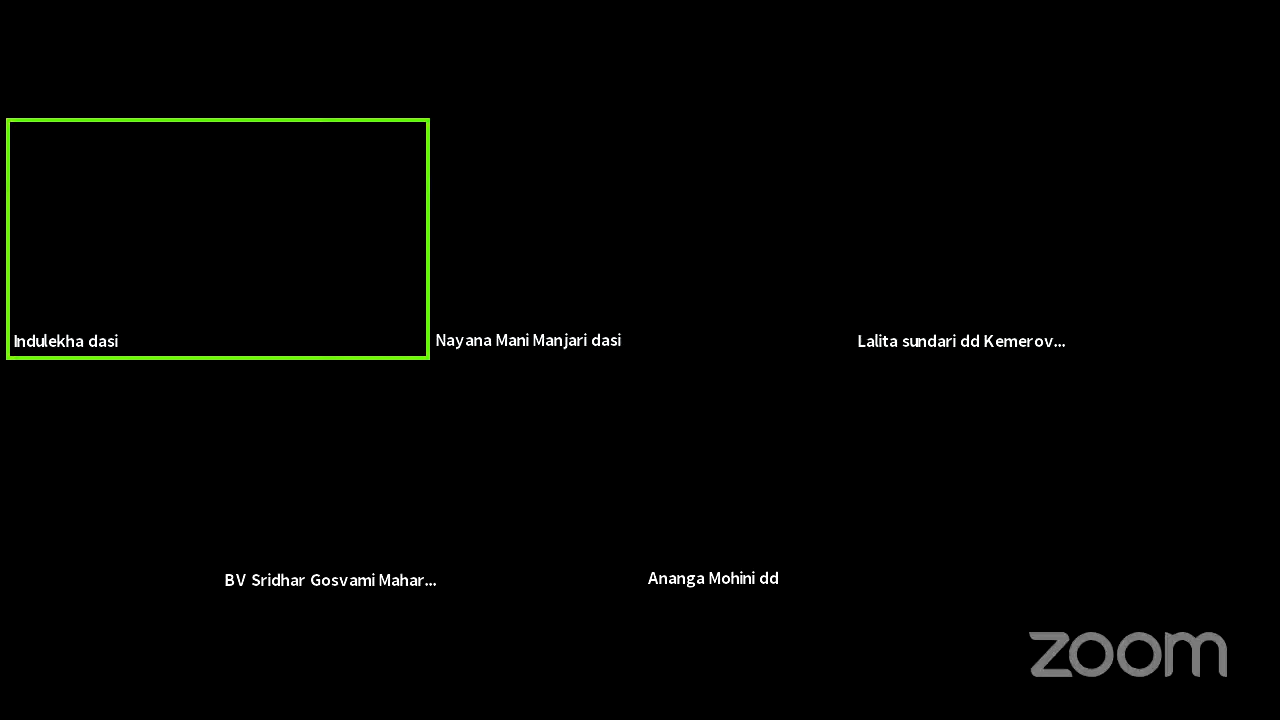 Indulekha dasi
Nayana Mani Manjari dasi
Lalita sundari dd Kemerov...
BV Sridhar Gosvami Mahar...
Ananga Mohini dd
zoom